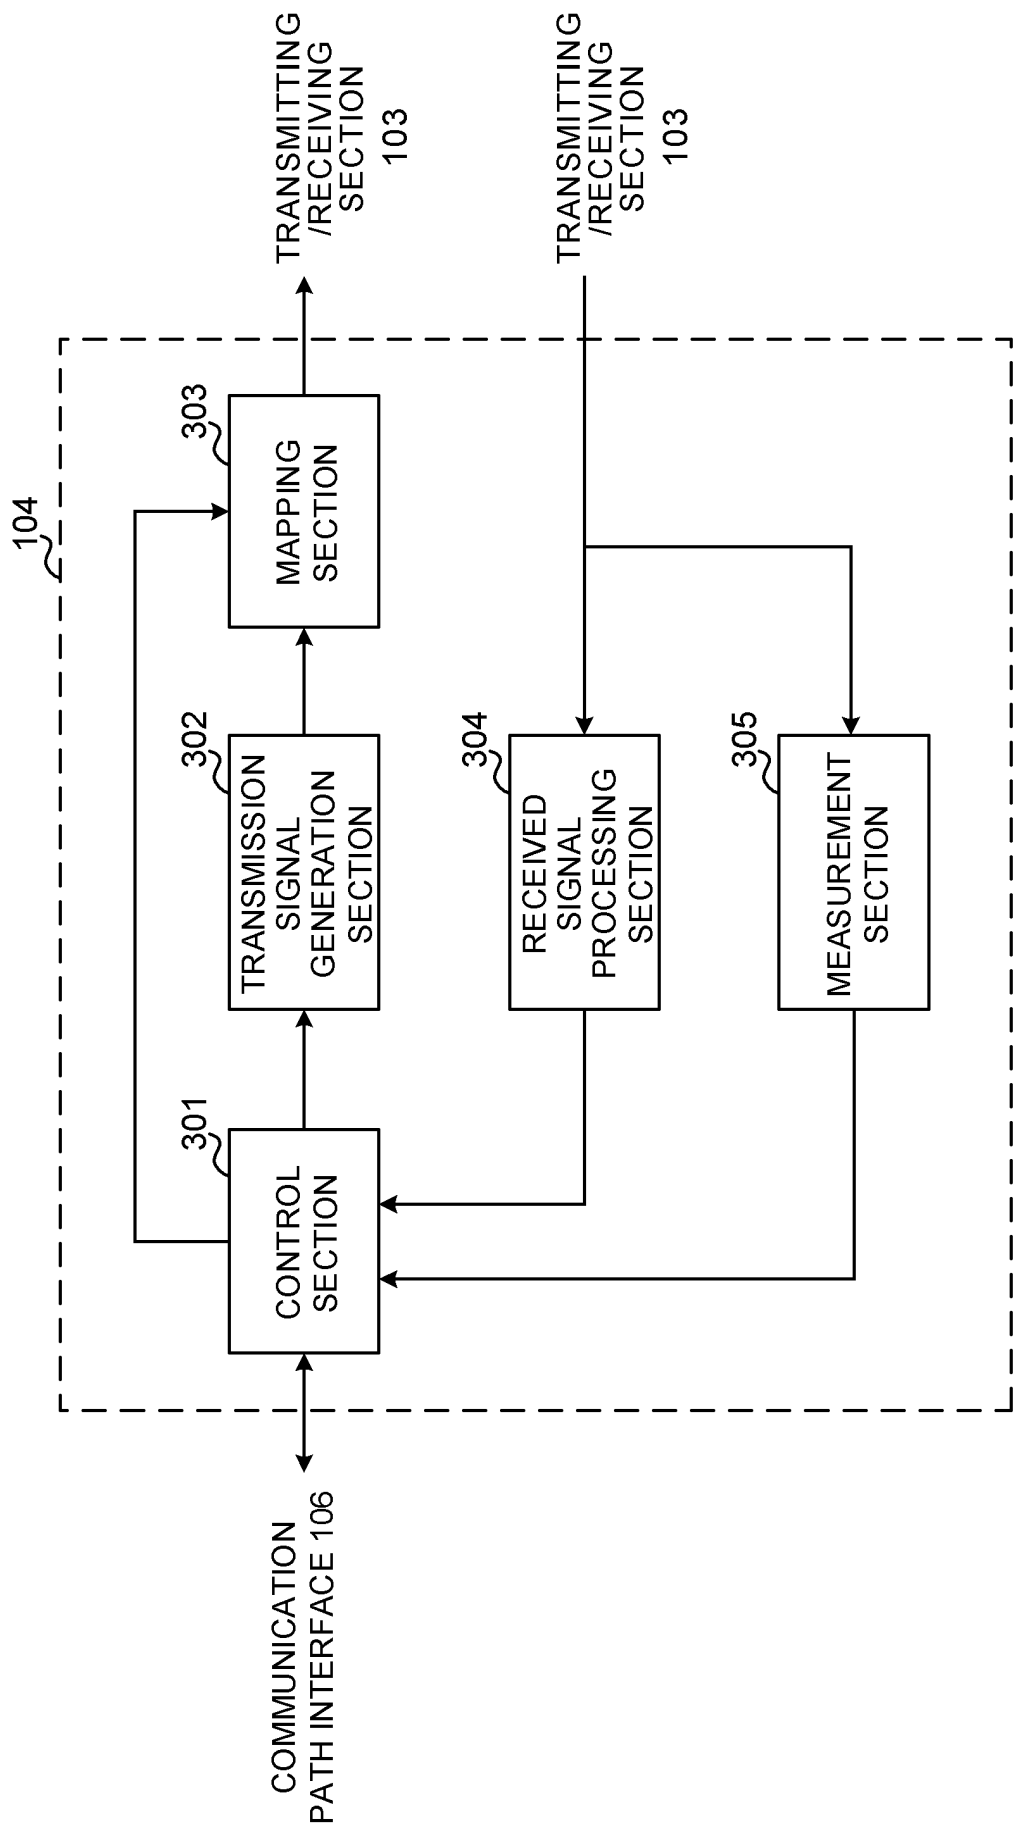 104
COMMUNICATION
PATH INTERFACE 106
301
CONTROL
SECTION
302
TRANSMISSION
SIGNAL
GENERATION
SECTION
303
MAPPING
SECTION
TRANSMITTING
/RECEIVING
SECTION
103
304
RECEIVED
SIGNAL
PROCESSING
SECTION
TRANSMITTING
/RECEIVING
SECTION
103
305
MEASUREMENT
SECTION